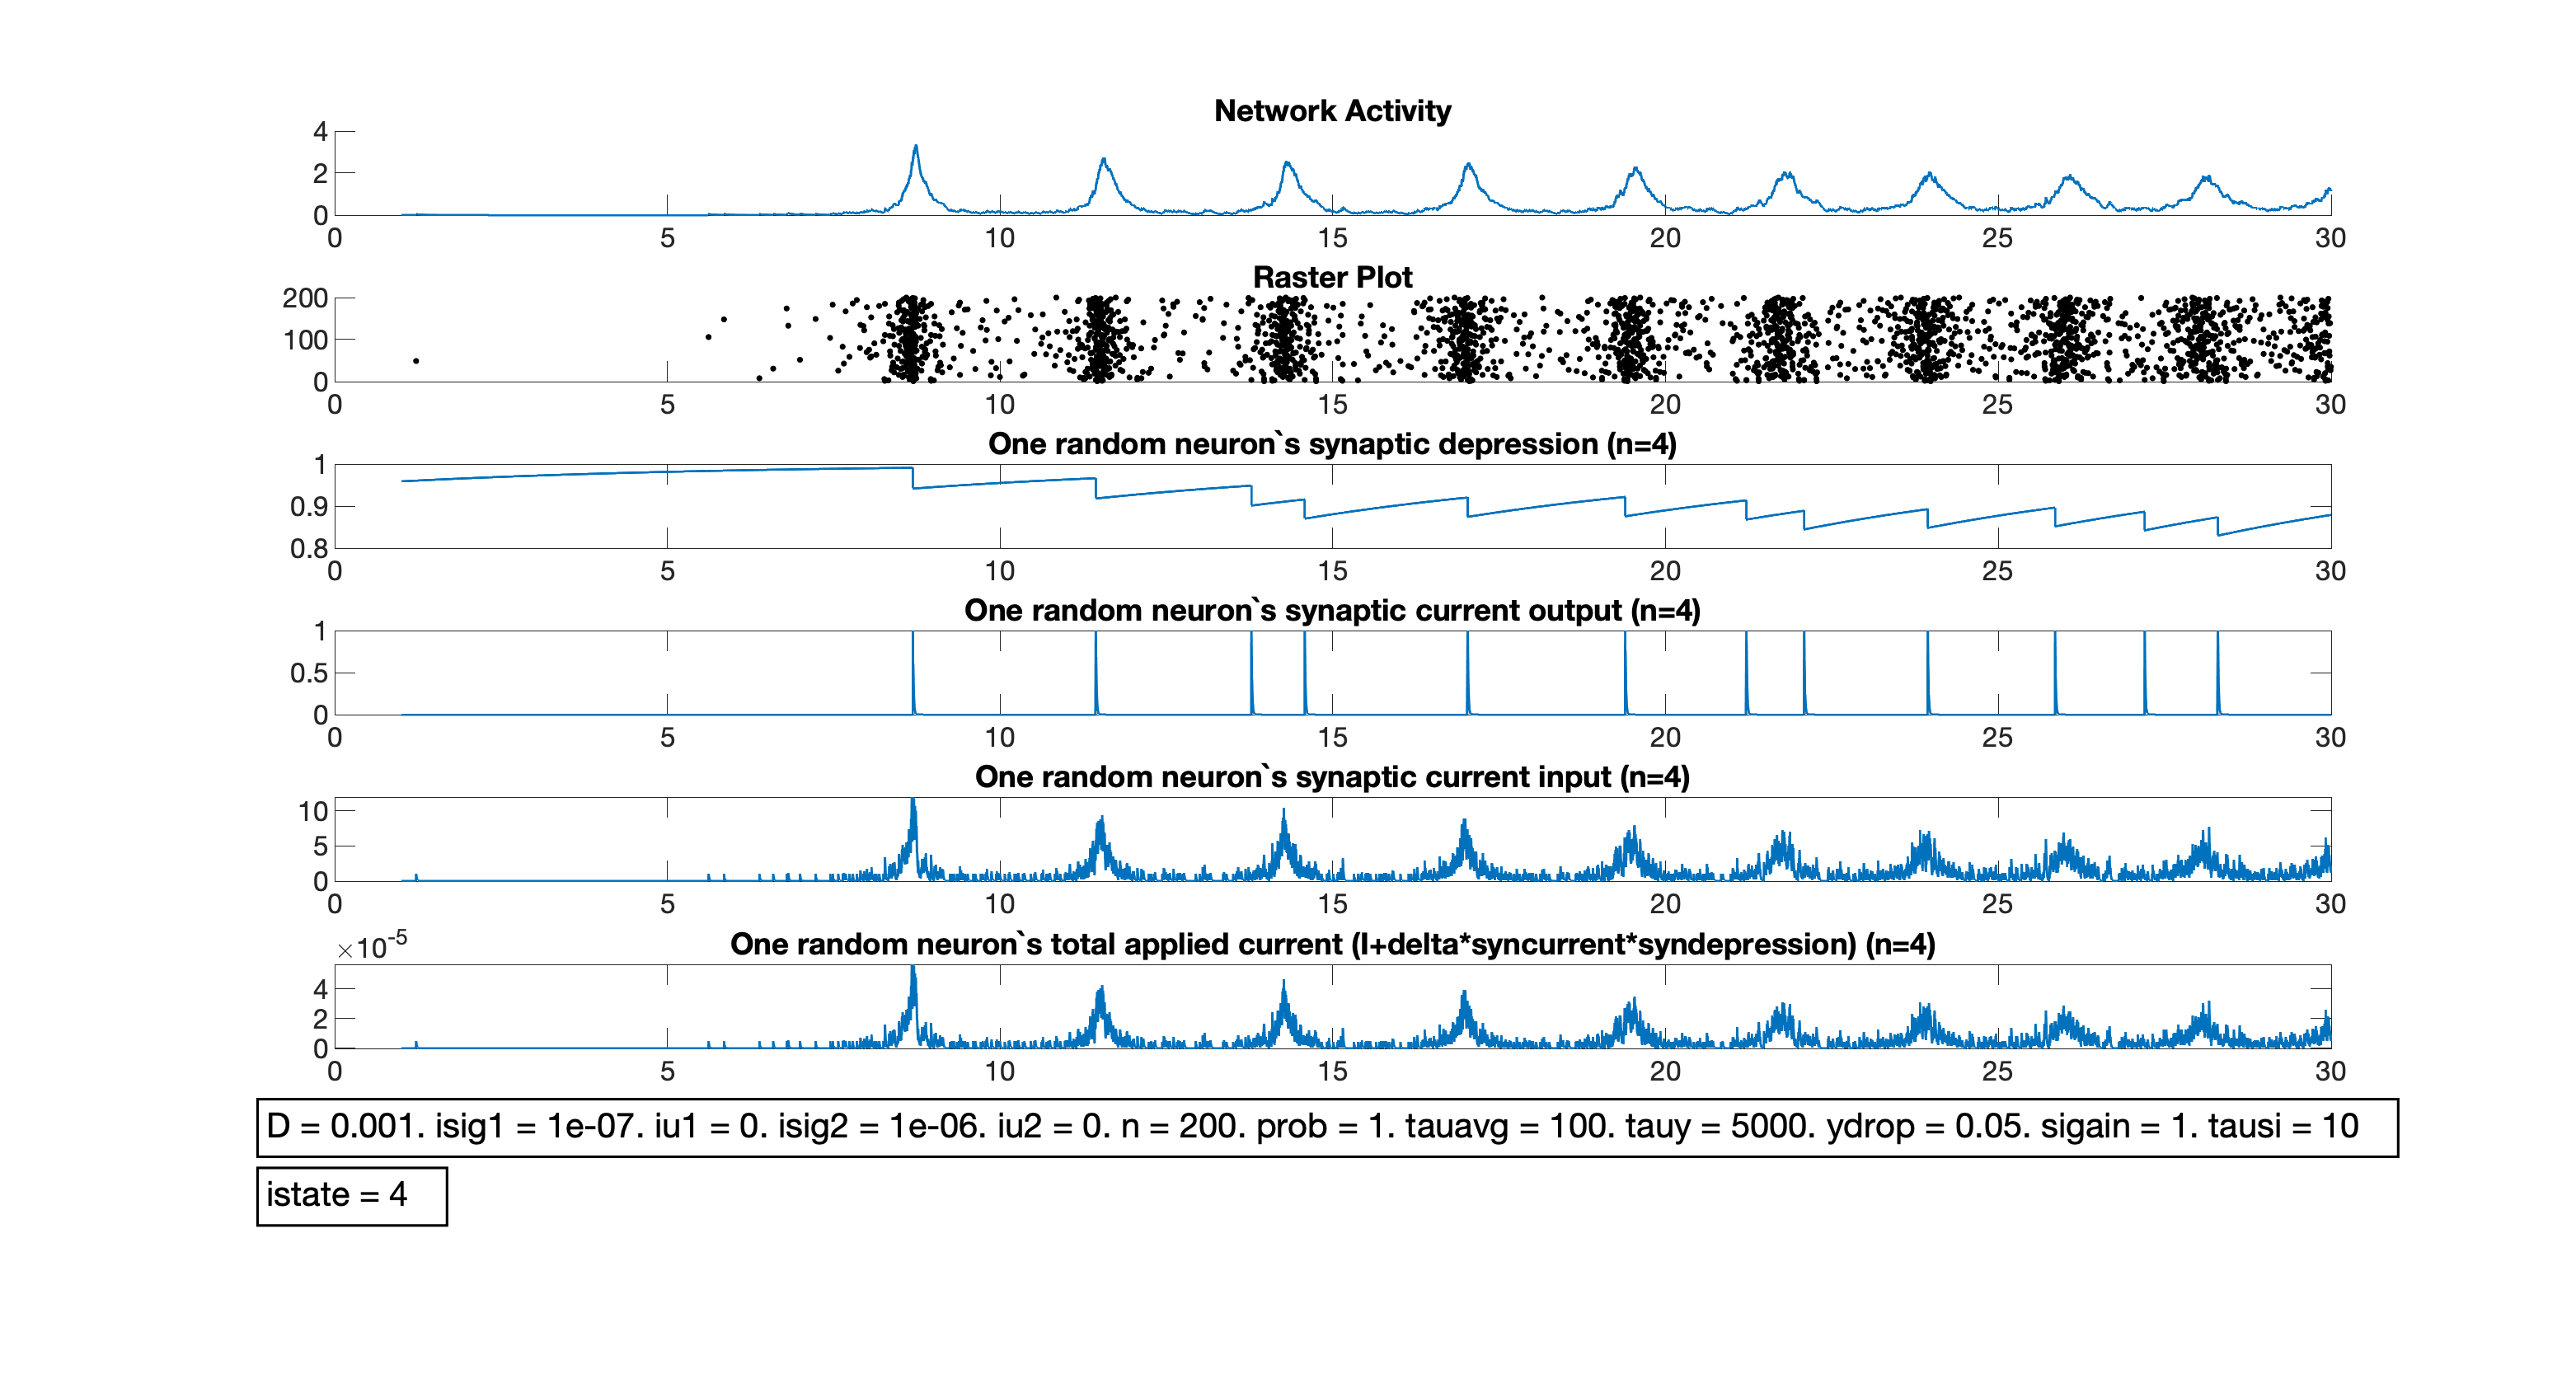 Network Activity
4
2
0
0 5 10 15 20 25 30
Raster Plot
200
100
0
0 5 10 15 20 25 30
One random neuron`s synaptic depression (n=4)
1
0.9
0.8
0 5 10 15 20 25 30
One random neuron`s synaptic current output (n=4)
1
0.5
0
0 5 10 15 20 25 30
One random neuron`s synaptic current input (n=4)
10
5
0
0 5 10 15 20 25 30
×10-5 One random neuron`s total applied current (I+delta*syncurrent*syndepression) (n=4)
4
2
0
0 5 10 15 20 25 30
D = 0.001. isig1 = 1e-07. iu1 = 0. isig2 = 1e-06. iu2 = 0. n = 200. prob = 1. tauavg = 100. tauy = 5000. ydrop = 0.05. sigain = 1. tausi = 10
istate = 4